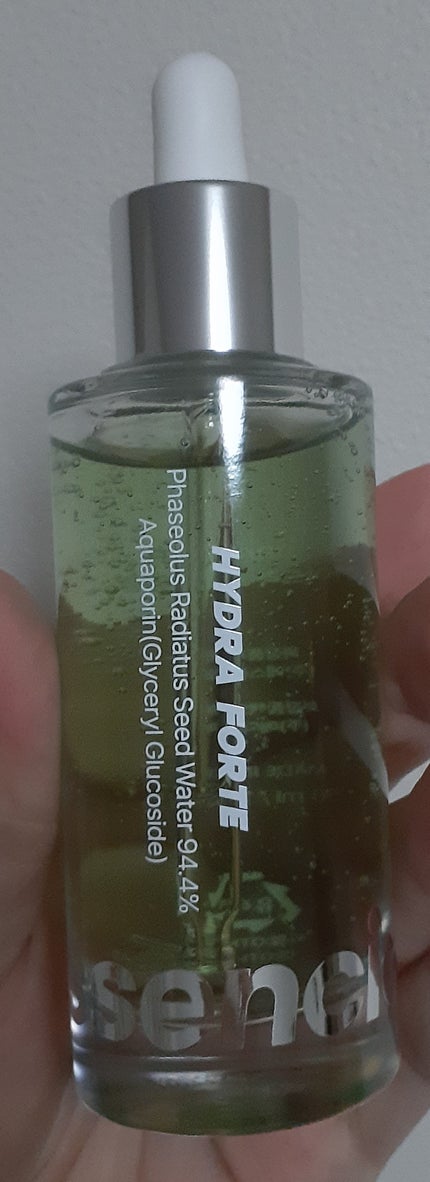 HYDRA FORTE
Phaseolus Radiatus Seed Water 94.4%
Aquaporin(Glyceryl Glucoside)